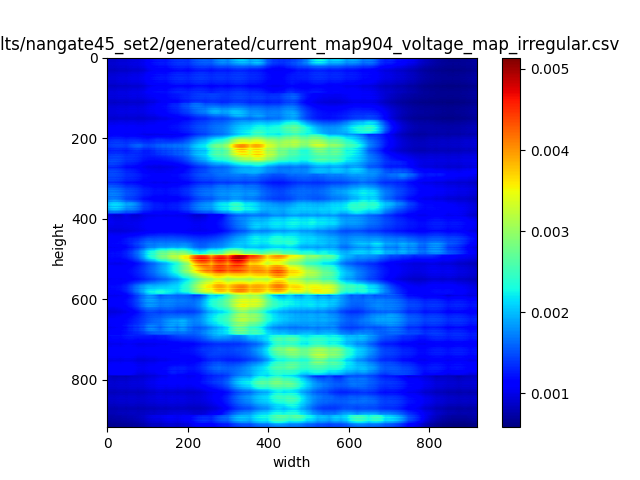 lts/nangate45_set2/generated/current_map904_voltage_map_irregular.csv
0
200
400
600
800
height
0 200 400 600 800
width
0.005
0.004
0.003
0.002
0.001